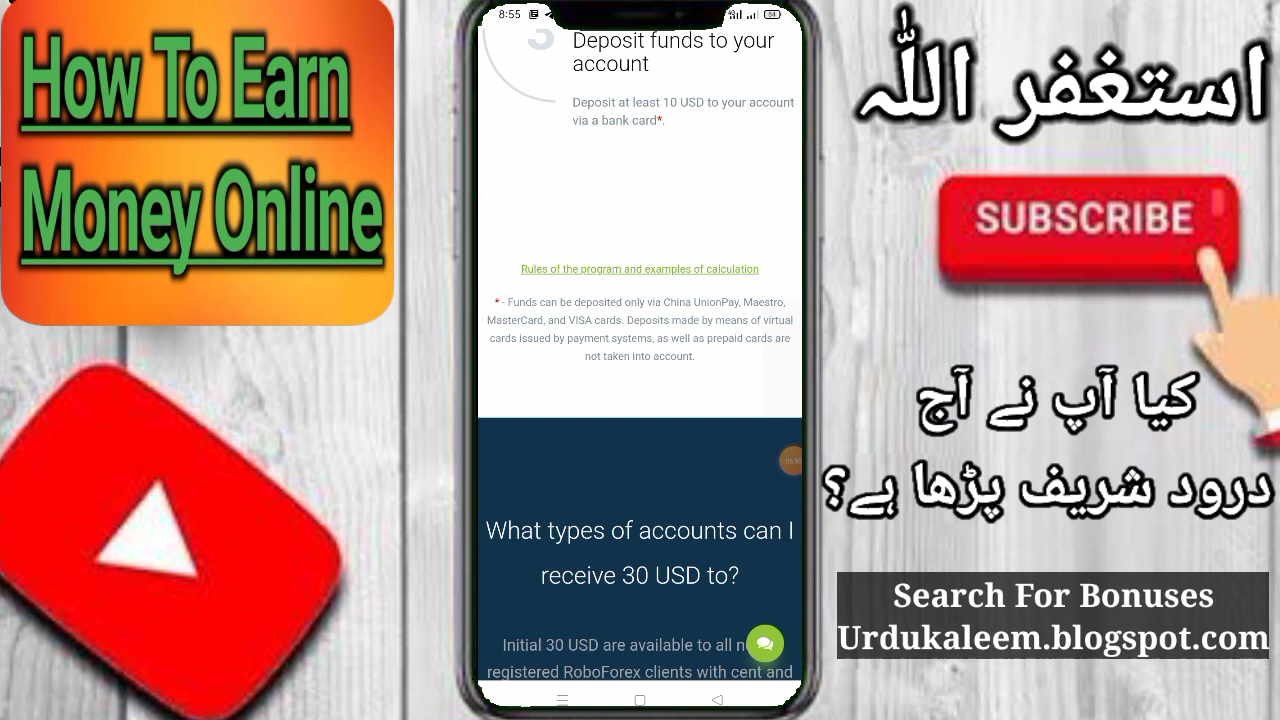 How To Earn
Money Online
8:55
54
3
Deposit funds to your
account
Deposit at least 10 USD to your account
via a bank card*.
Rules of the program and examples of calculation
* - Funds can be deposited only via China UnionPay, Maestro,
MasterCard, and VISA cards. Deposits made by means of virtual
cards issued by payment systems, as well as prepaid cards are
not taken into account.
What types of accounts can I
receive 30 USD to?
Initial 30 USD are available to all
registered RoboForex clients with cent and
استغفر اللّٰہ
SUBSCRIBE
کیا آپ نے آج
درود شریف پڑھا ہے؟
Search For Bonuses
Urdukaleem.blogspot.com